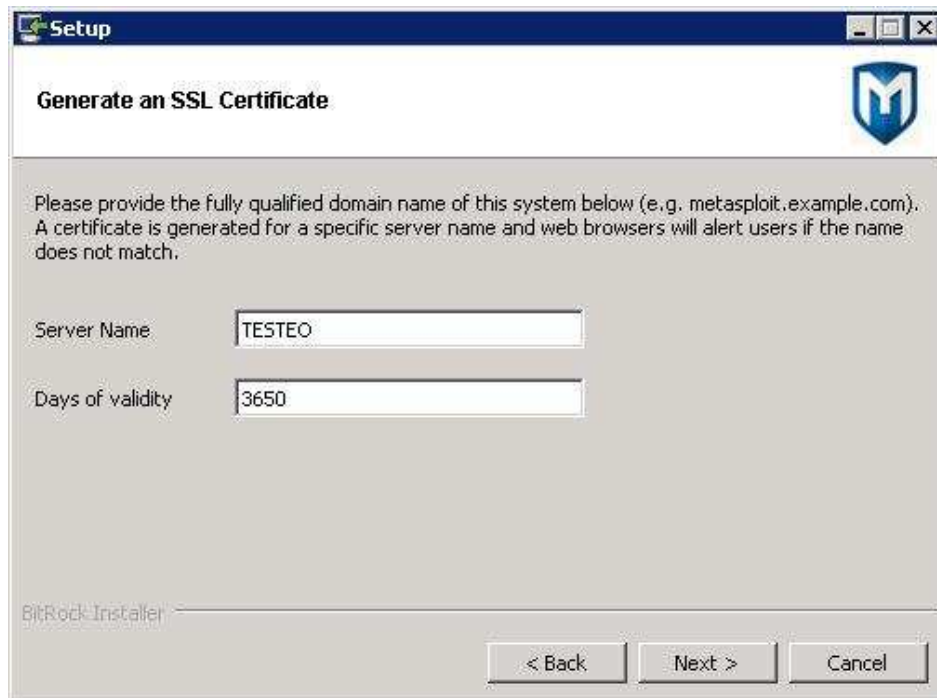 Setup
Generate an SSL Certificate
Please provide the fully qualified domain name of this system below (e.g. metasploit.example.com).
A certificate is generated for a specific server name and web browsers will alert users if the name
does not match.
Server Name
TESTEO
Days of validity
3650
BitRock Installer
< Back
Next >
Cancel